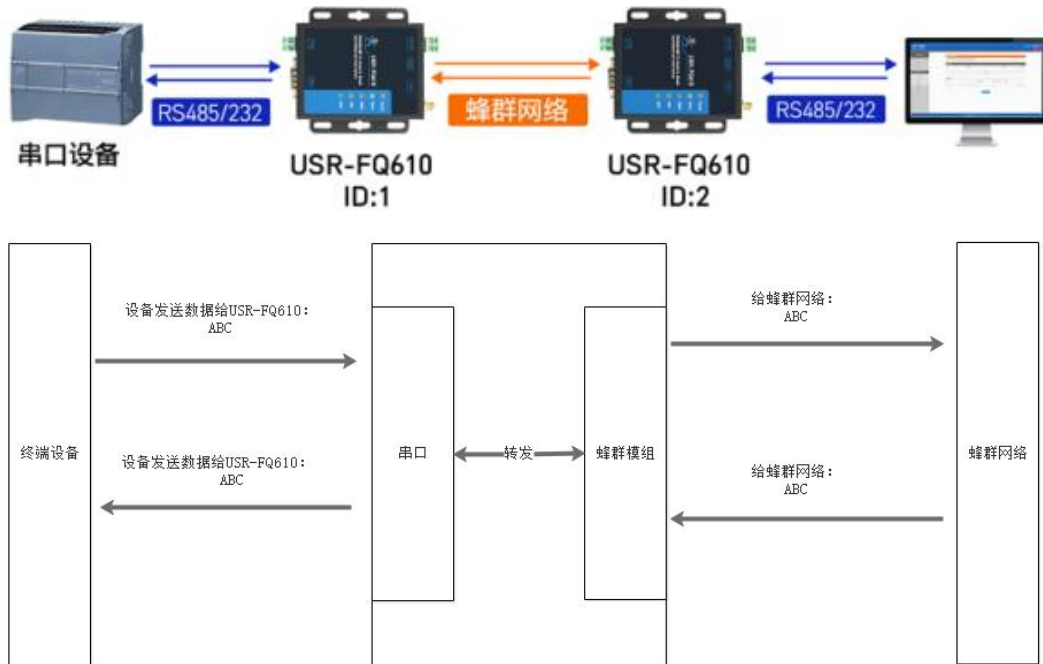 RS485/232
蜂群网络
RS485/232
串口设备
USR-FQ610
ID:1
USR-FQ610
ID:2
设备发送数据给USR-FQ610:
ABC
给蜂群网络:
ABC
终端设备
串口
转发
蜂群模组
蜂群网络
设备发送数据给USR-FQ610:
ABC
给蜂群网络:
ABC